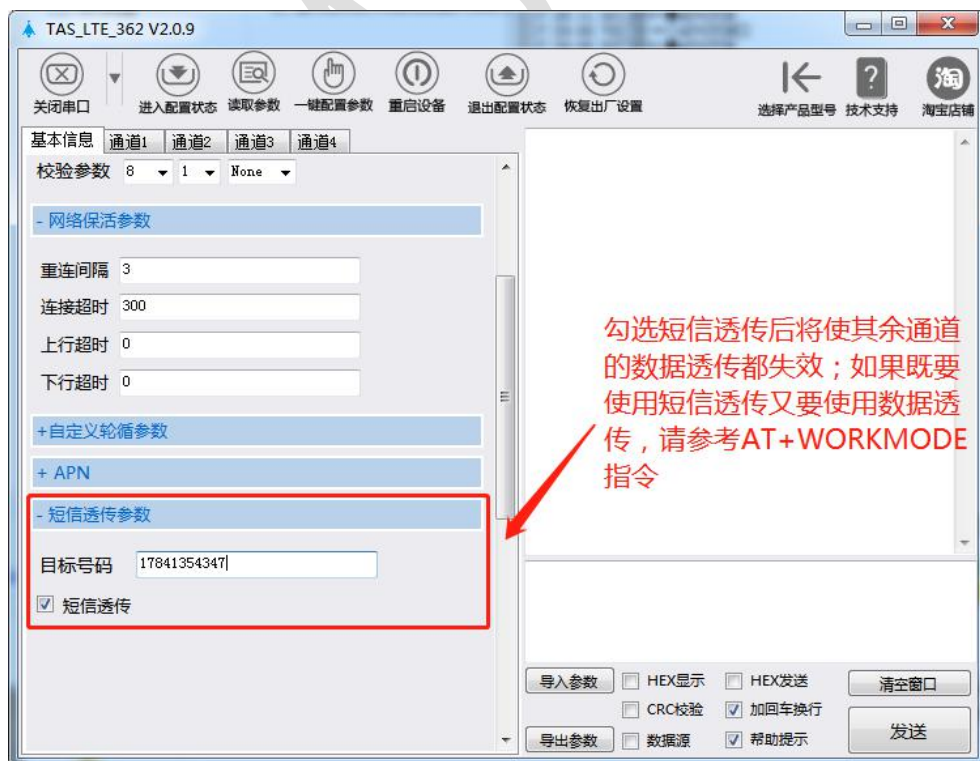 TAS_LTE_362 V2.0.9
关闭串口 进入配置状态 读取参数 一键配置参数 重启设备 退出配置状态 恢复出厂设置 选择产品型号 技术支持 淘宝店铺
淘
基本信息 通道1 通道2 通道3 通道4
校验参数 8 1 None
- 网络保活参数
重连间隔 3
连接超时 300
上行超时 0
下行超时 0
+自定义轮循参数
+ APN
- 短信透传参数
目标号码 17841354347
短信透传
勾选短信透传后将使其余通道
的数据透传都失效；如果既要
使用短信透传又要使用数据透
传，请参考AT+WORKMODE
指令
导入参数 HEX显示 HEX发送 清空窗口
CRC校验 加回车换行
导出参数 数据源 帮助提示 发送